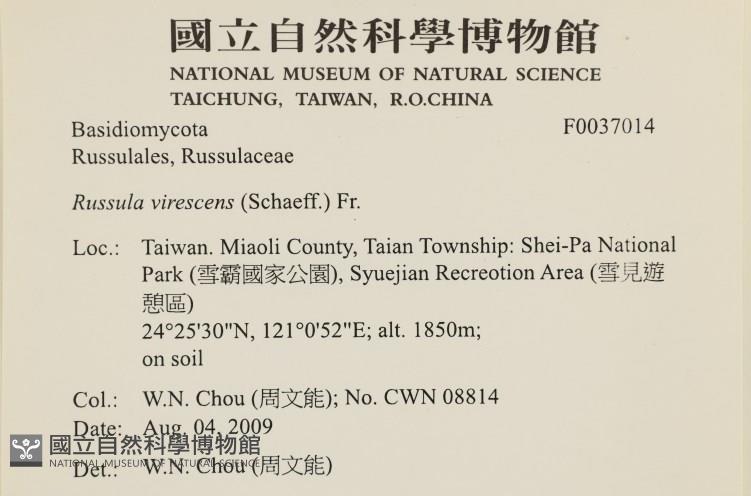 國立自然科學博物館
NATIONAL MUSEUM OF NATURAL SCIENCE
TAICHUNG, TAIWAN, R.O.CHINA
Basidiomycota F0037014
Russulales, Russulaceae
Russula virescens (Schaeff.) Fr.
Loc.: Taiwan. Miaoli County, Taian Township: Shei-Pa National
Park (雪霸國家公園), Syuejian Recreotion Area (雪見遊
憩區)
24°25'30"N, 121°0'52"E; alt. 1850m;
on soil
Col.: W.N. Chou (周文能); No. CWN 08814
Date: Aug. 04, 2009
國立自然科學博物館
NATIONAL MUSEUM OF NATURAL SCIENCE
Det.: W.N. Chou (周文能)